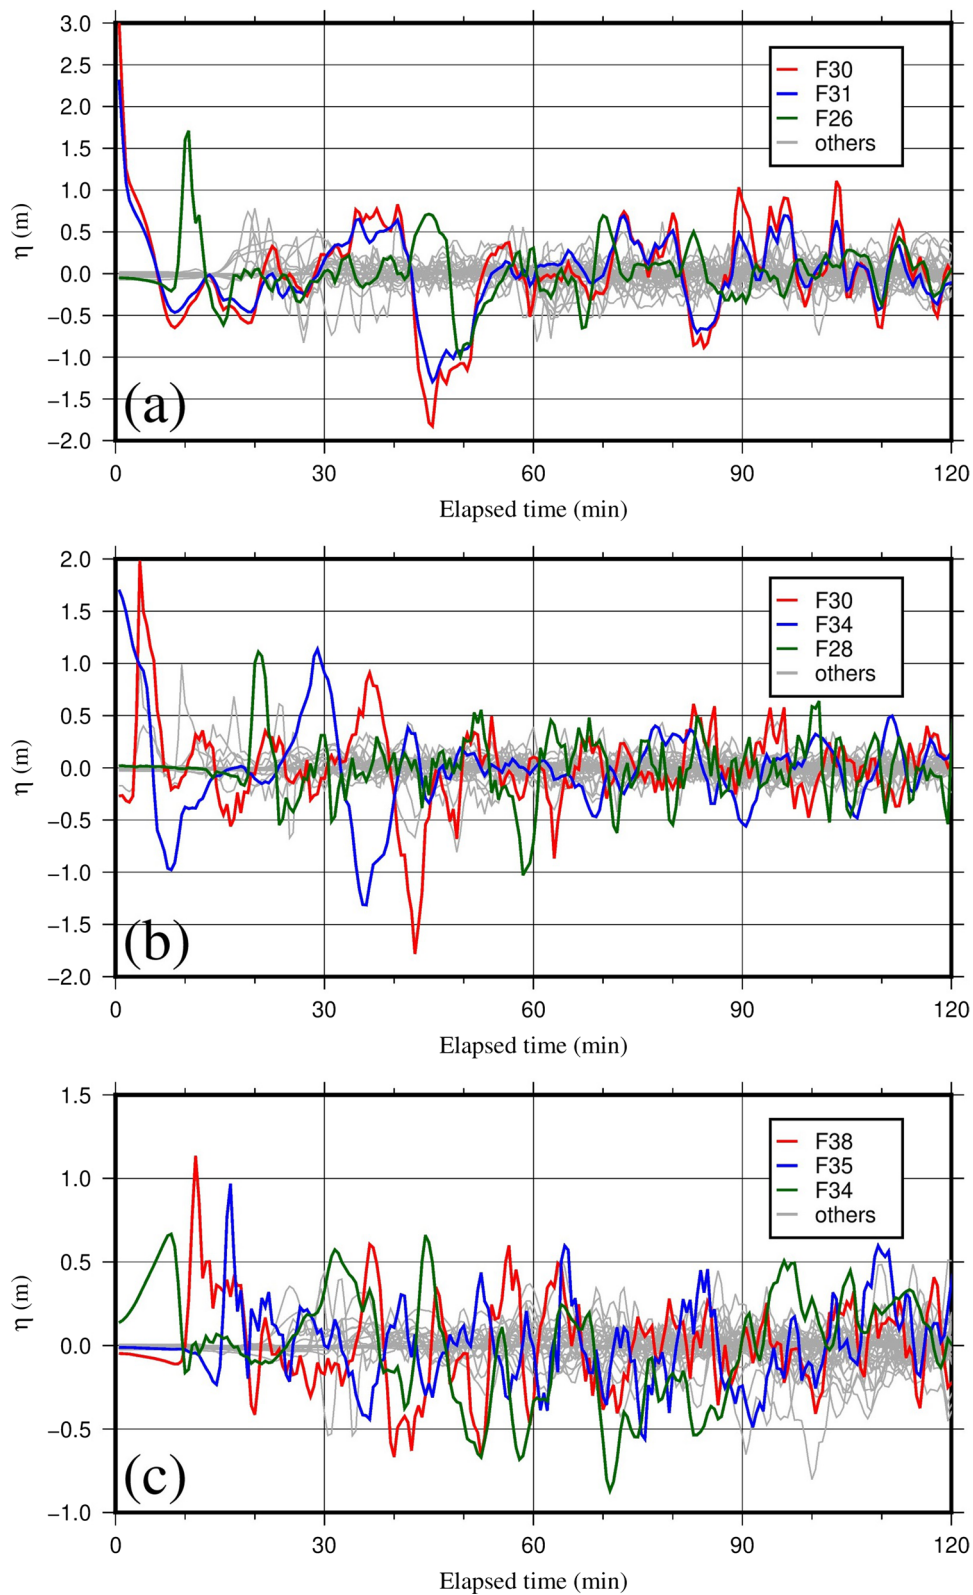 3.0
2.5
2.0
1.5
1.0
0.5
0.0
−0.5
−1.0
−1.5
−2.0
η (m)
F30
F31
F26
others
(a)
0 30 60 90 120
Elapsed time (min)
2.0
1.5
1.0
0.5
0.0
−0.5
−1.0
−1.5
−2.0
η (m)
F30
F34
F28
others
(b)
0 30 60 90 120
Elapsed time (min)
1.5
1.0
0.5
0.0
−0.5
−1.0
η (m)
F38
F35
F34
others
(c)
0 30 60 90 120
Elapsed time (min)